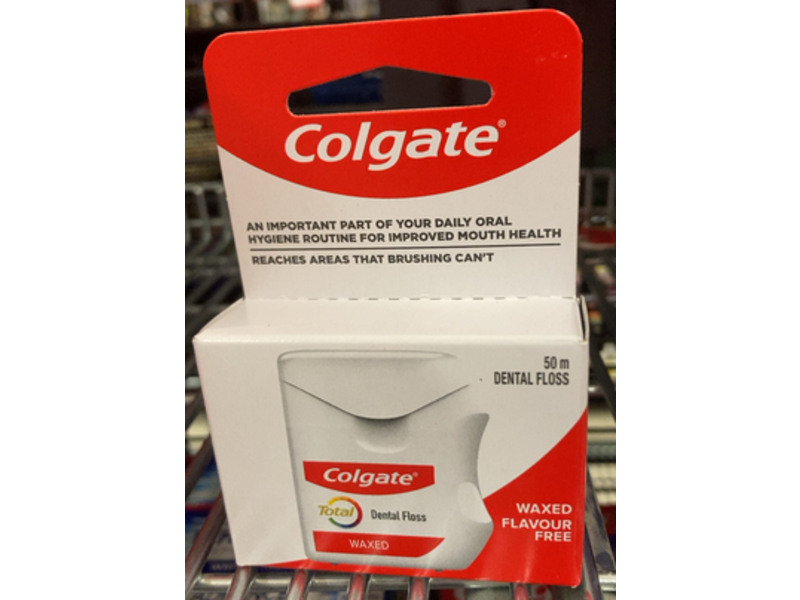 Colgate®
AN IMPORTANT PART OF YOUR DAILY ORAL
HYGIENE ROUTINE FOR IMPROVED MOUTH HEALTH
REACHES AREAS THAT BRUSHING CAN'T
50 m
DENTAL FLOSS
Colgate®
Total Dental Floss
WAXED
WAXED
FLAVOUR
FREE